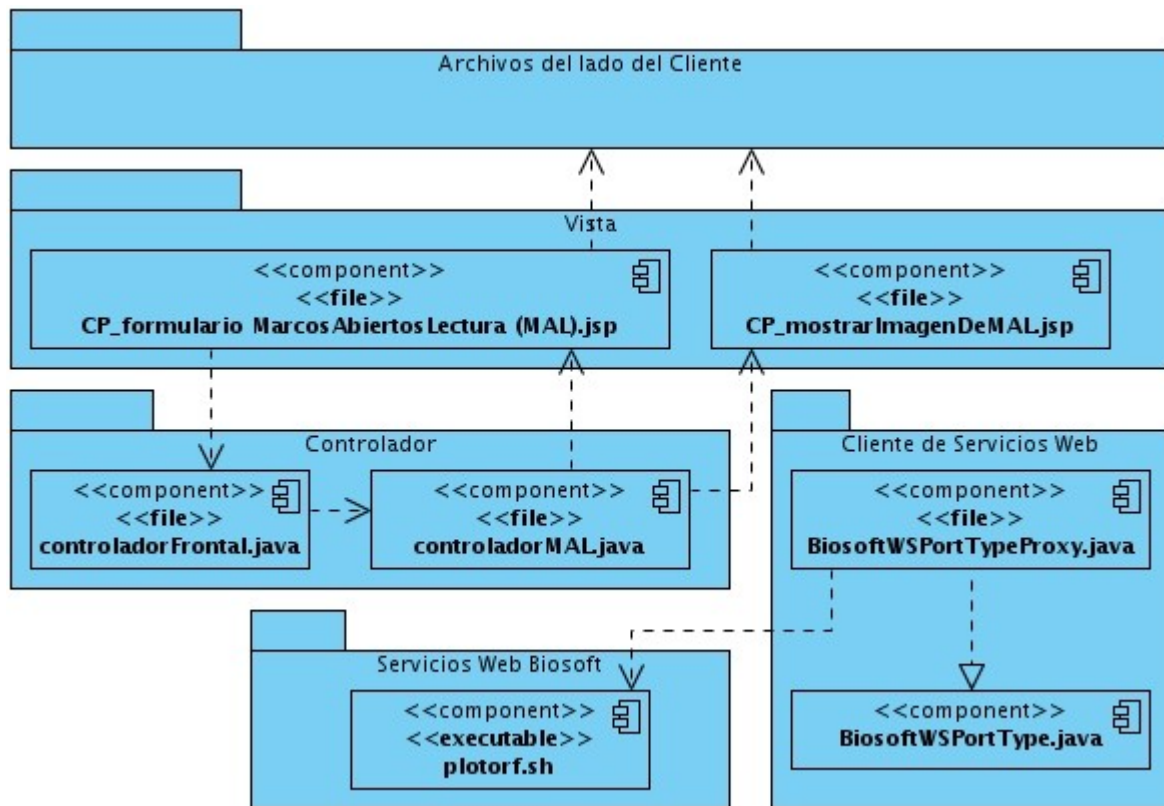 Archivos del lado del Cliente
Vista
<<component>>
<<file>>
CP_formulario MarcosAbiertosLectura (MAL).jsp
<<component>>
<<file>>
CP_mostrarImagenDeMAL.jsp
Controlador
<<component>>
<<file>>
controladorFrontal.java
<<component>>
<<file>>
controladorMAL.java
Cliente de Servicios Web
<<component>>
<<file>>
BiosoftWSPortTypeProxy.java
Servicios Web Biosoft
<<component>>
<<executable>>
plotorf.sh
<<component>>
BiosoftWSPortType.java